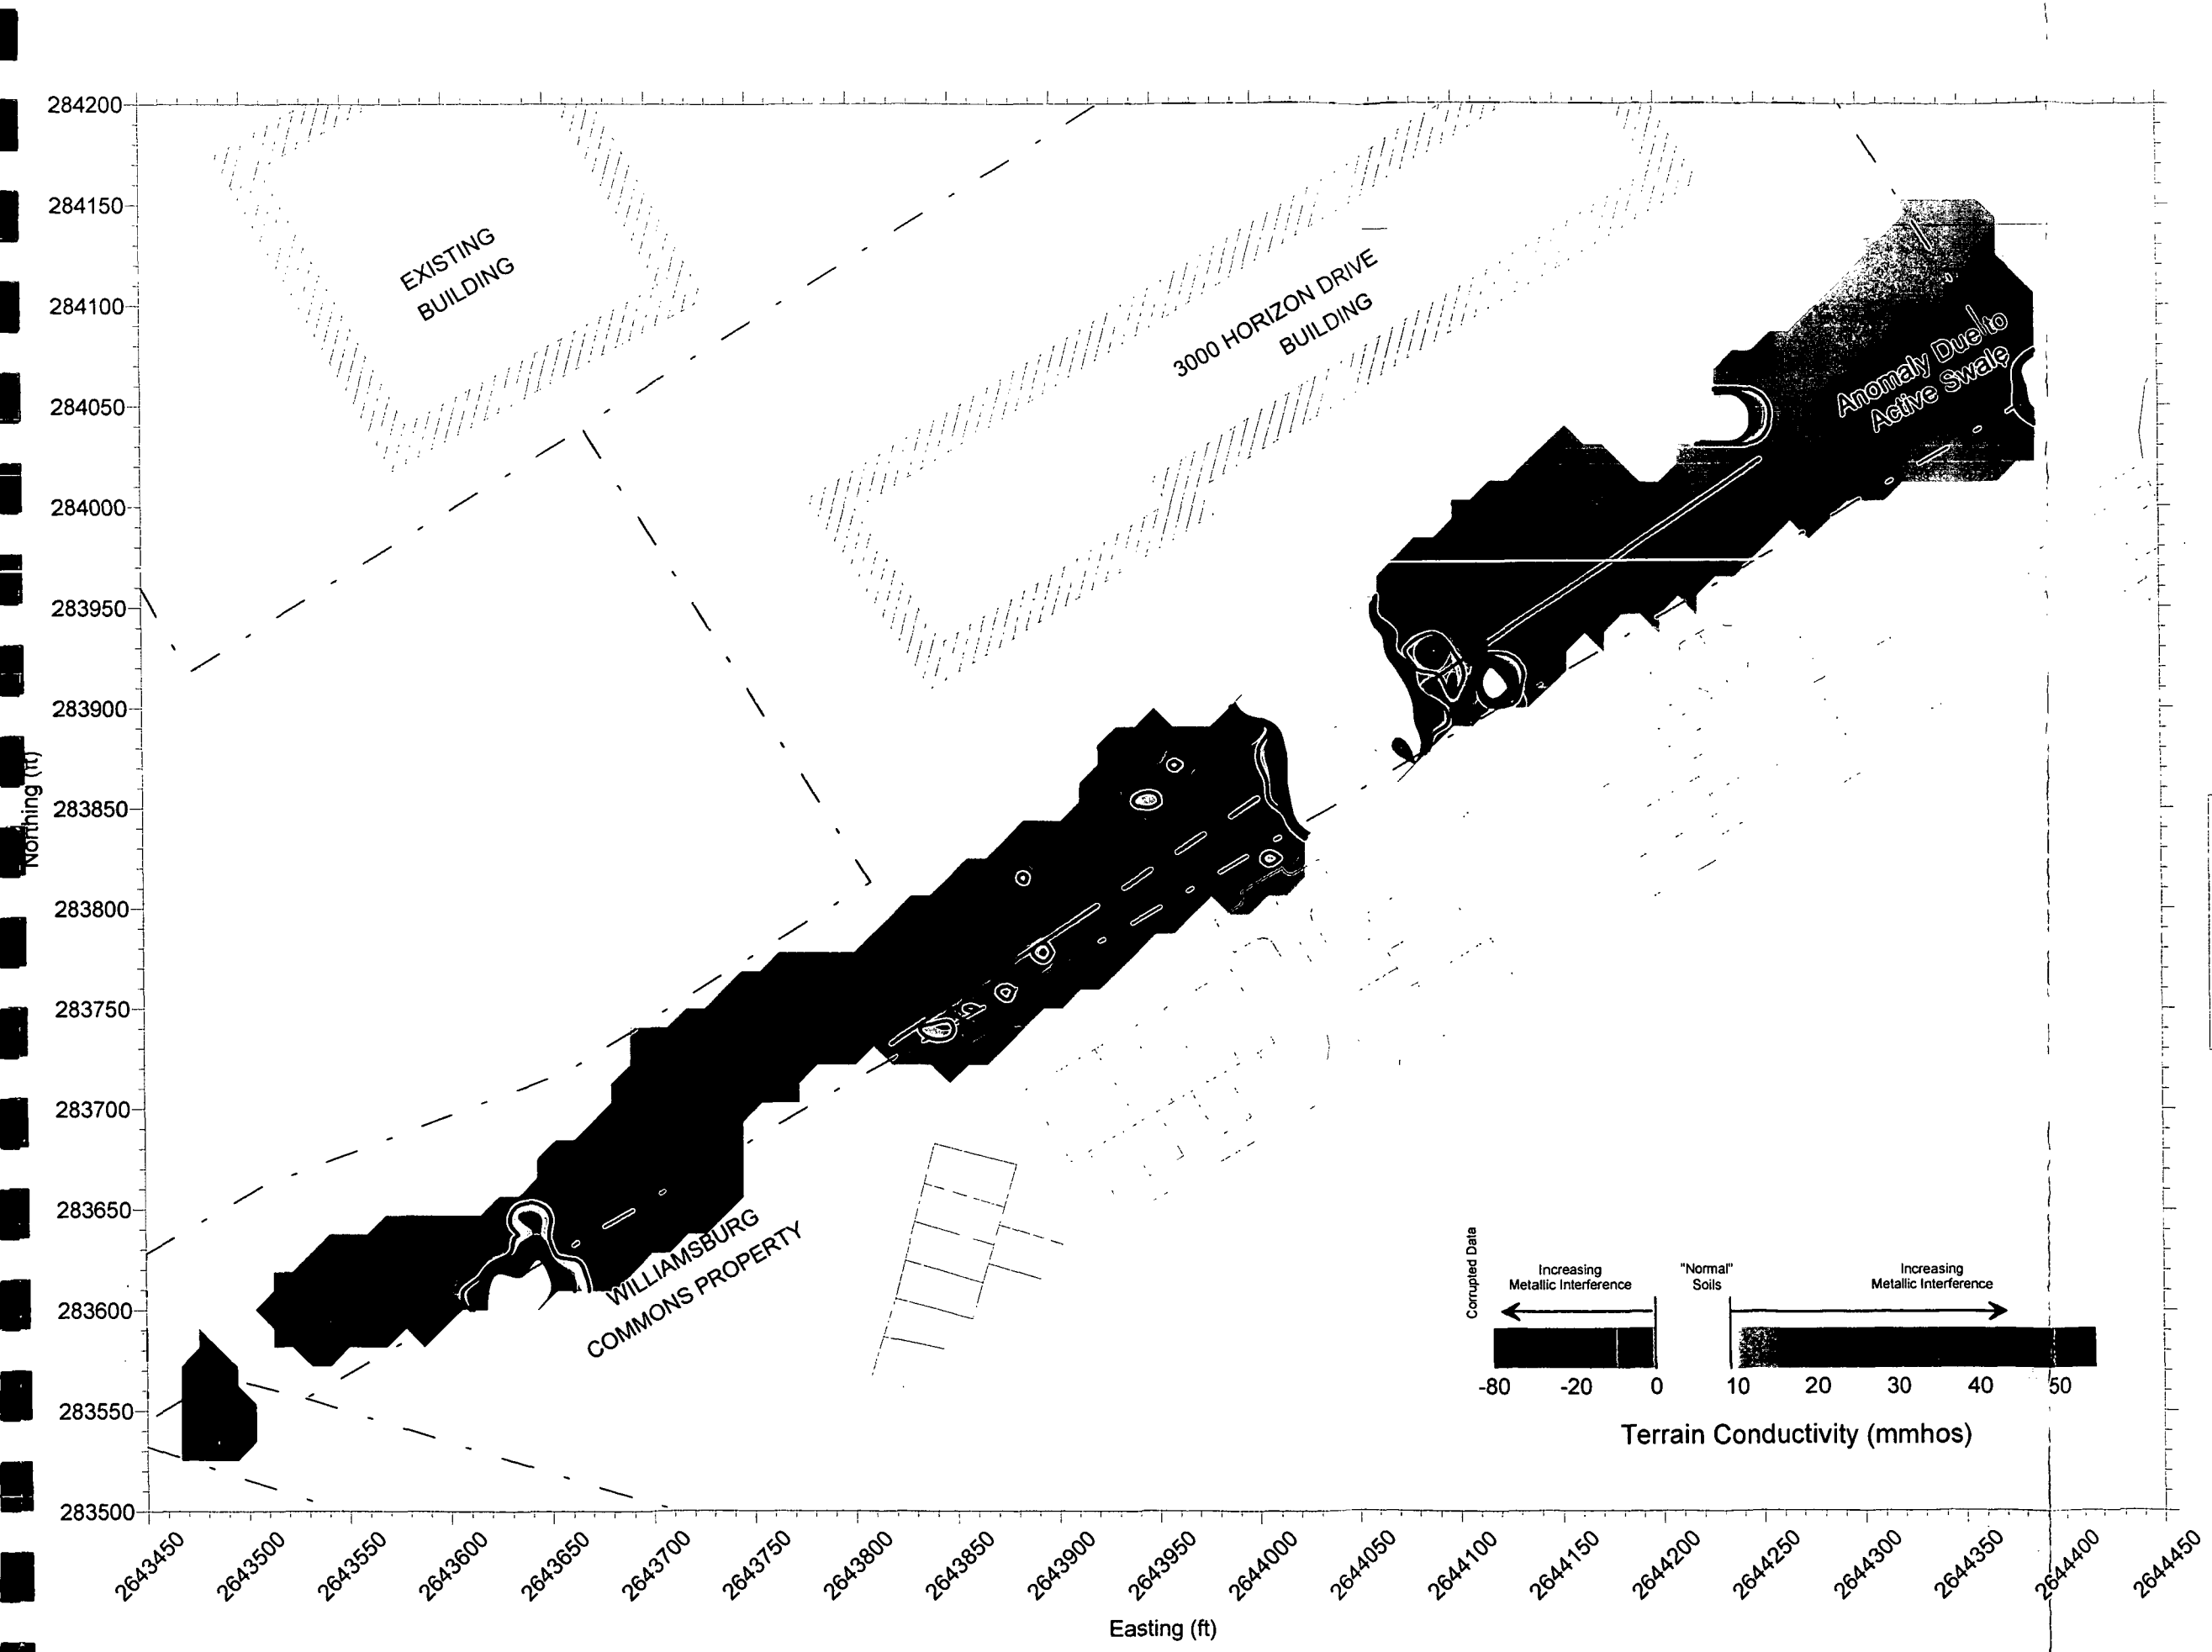 284200
284150
284100
284050
284000
283950
283900
283850
283800
283750
283700
283650
283600
283550
283500
Northing (ft)
EXISTING
BUILDING
3000 HORIZON DRIVE
BUILDING
Anomaly Due to
Active Swale
WILLIAMSBURG
COMMONS PROPERTY
Corrupted Data
Increasing
Metallic Interference
"Normal"
Soils
Increasing
Metallic Interference
-80 -20 0 10 20 30 40 50
Terrain Conductivity (mmhos)
2643450 2643500 2643550 2643600 2643650 2643700 2643750 2643800 2643850 2643900 2643950 2644000 2644050 2644100 2644150 2644200 2644250 2644300 2644350 2644400 2644450
Easting (ft)